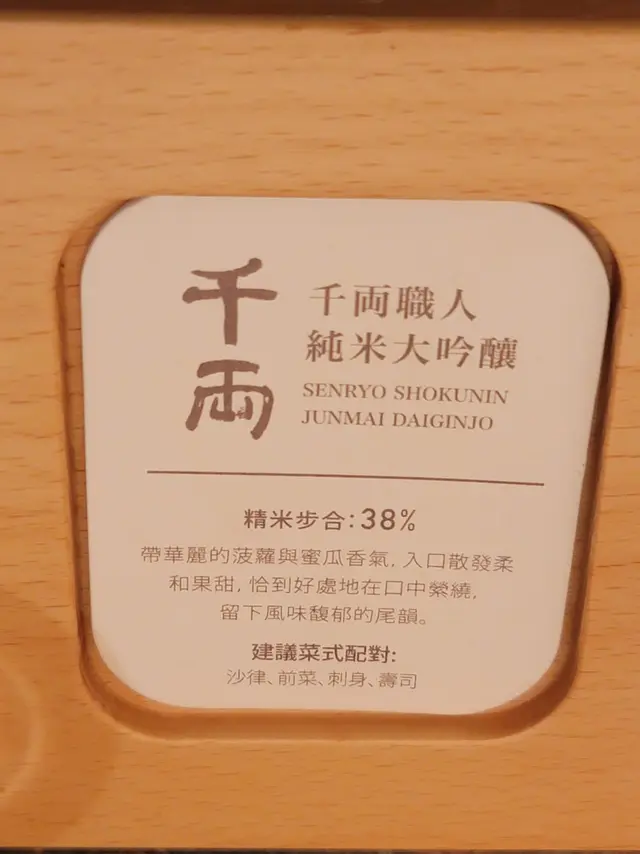 千両
千両職人
純米大吟釀
SENRYO SHOKUNIN
JUNMAI DAIGINJO
精米步合:38%
帶華麗的菠蘿與蜜瓜香氣, 入口散發柔
和果甜, 恰到好處地在口中縈繞,
留下風味馥郁的尾韻。
建議菜式配對:
沙律、前菜、刺身、壽司